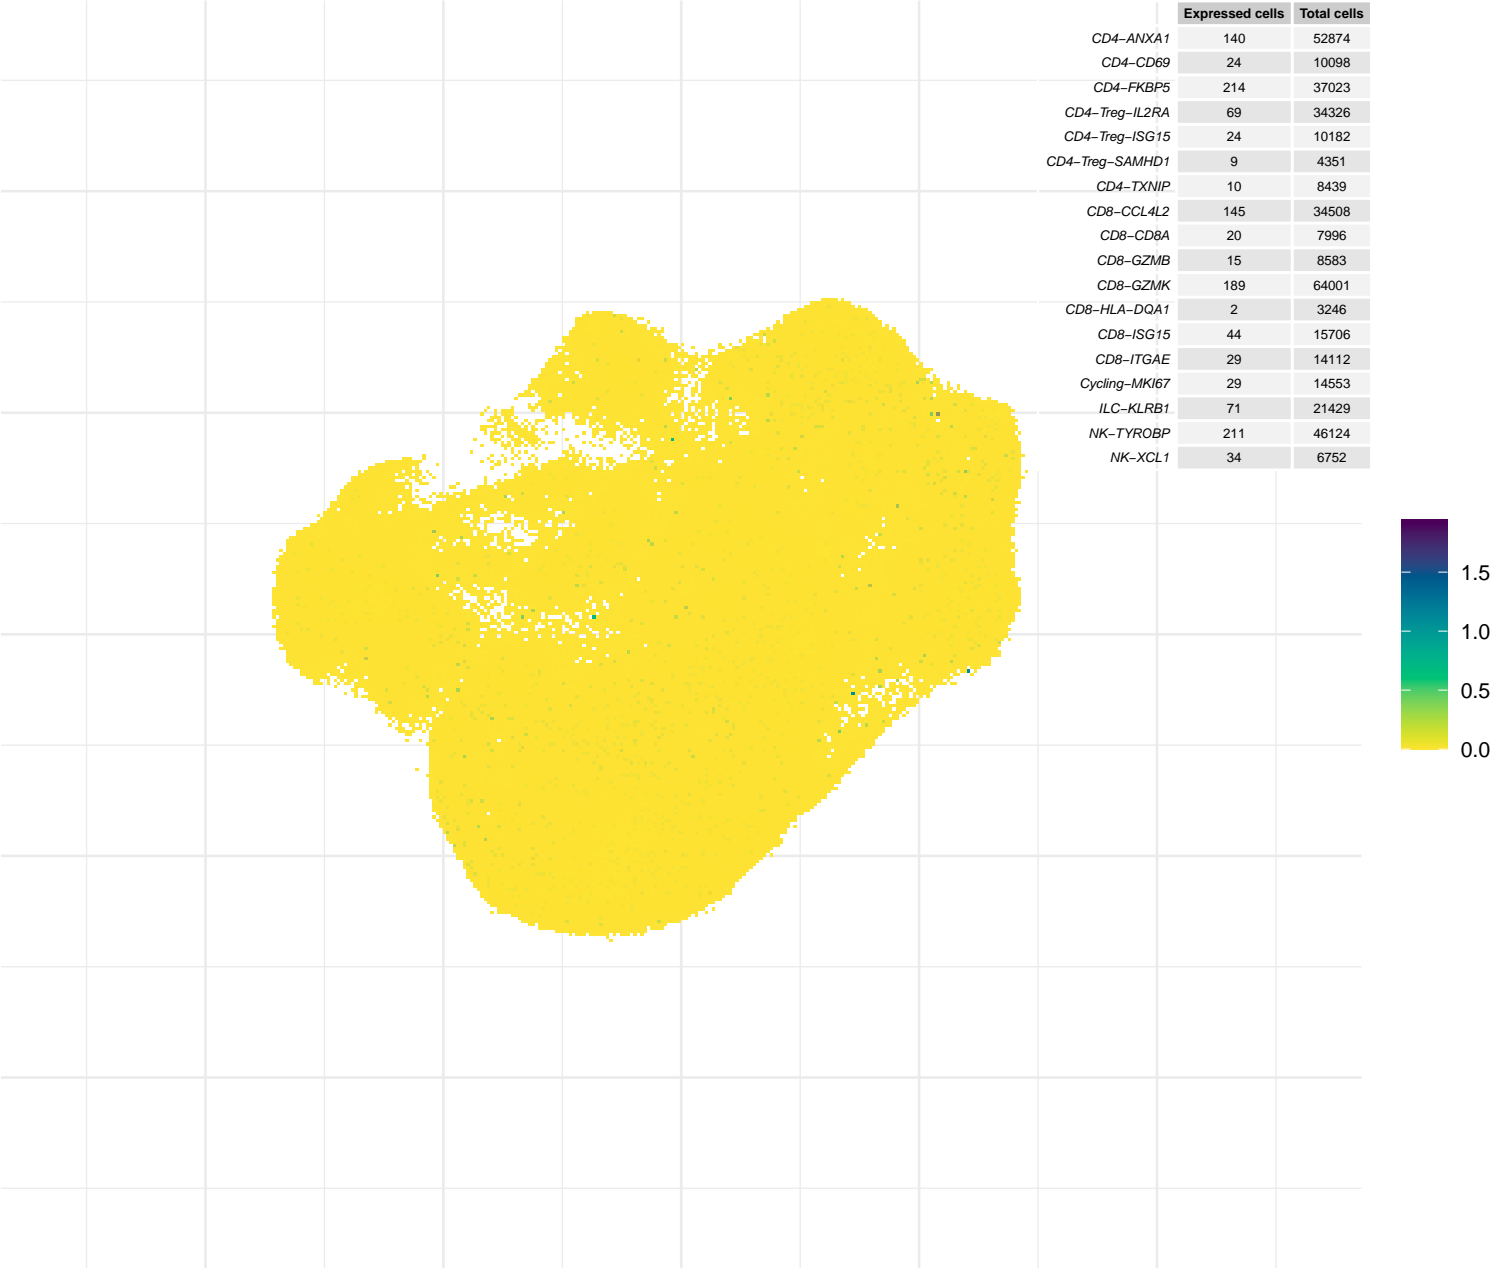 Expressed cells Total cells
CD4−ANXA1 140 52874
CD4−CD69 24 10098
CD4−FKBP5 214 37023
CD4−Treg−IL2RA 69 34326
CD4−Treg−ISG15 24 10182
CD4−Treg−SAMHD1 9 4351
CD4−TXNIP 10 8439
CD8−CCL4L2 145 34508
CD8−CD8A 20 7996
CD8−GZMB 15 8583
CD8−GZMK 189 64001
CD8−HLA−DQA1 2 3246
CD8−ISG15 44 15706
CD8−ITGAE 29 14112
Cycling−MKI67 29 14553
ILC−KLRB1 71 21429
NK−TYROBP 211 46124
NK−XCL1 34 6752
1.5
1.0
0.5
0.0